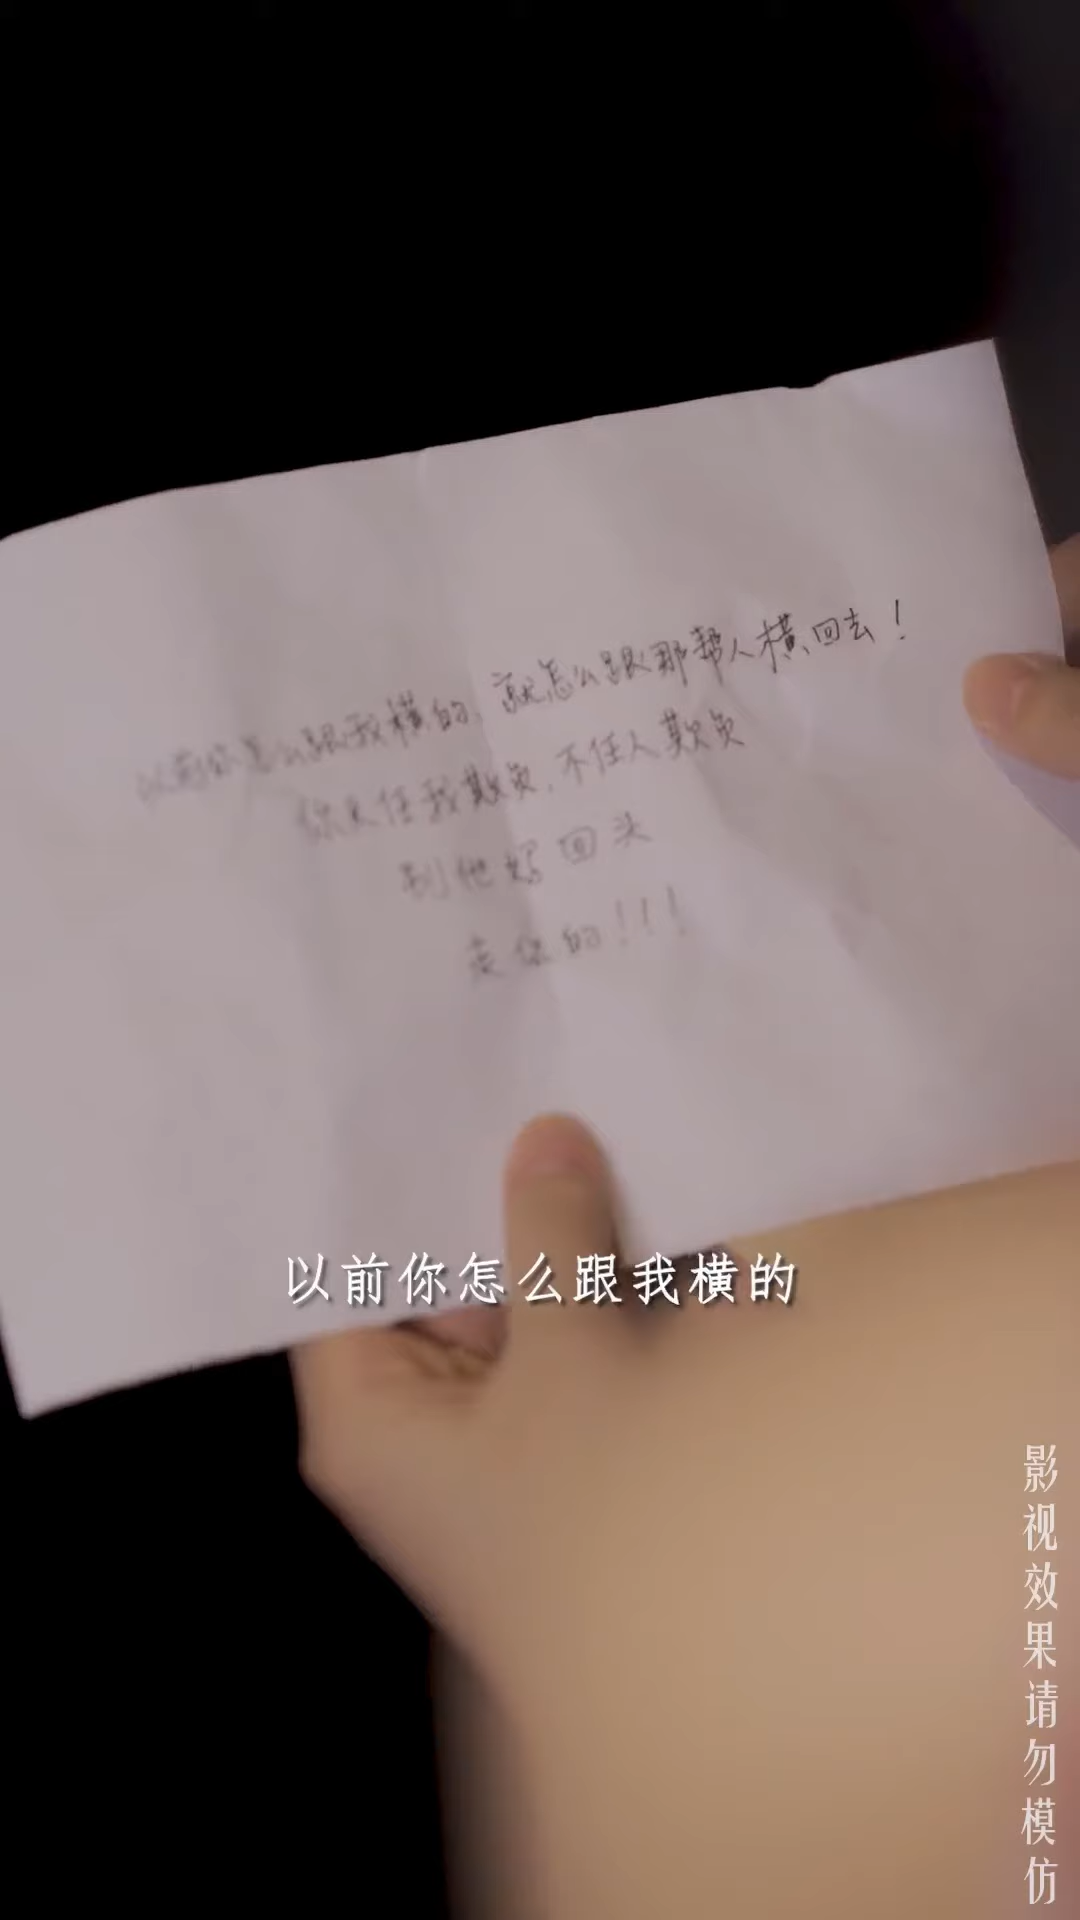 以前你怎么跟我横的，就怎么跟那帮人横回去！
你只任我欺负，不任人欺负
别他妈回头
走你的！！！
以前你怎么跟我横的
影视效果请勿模仿